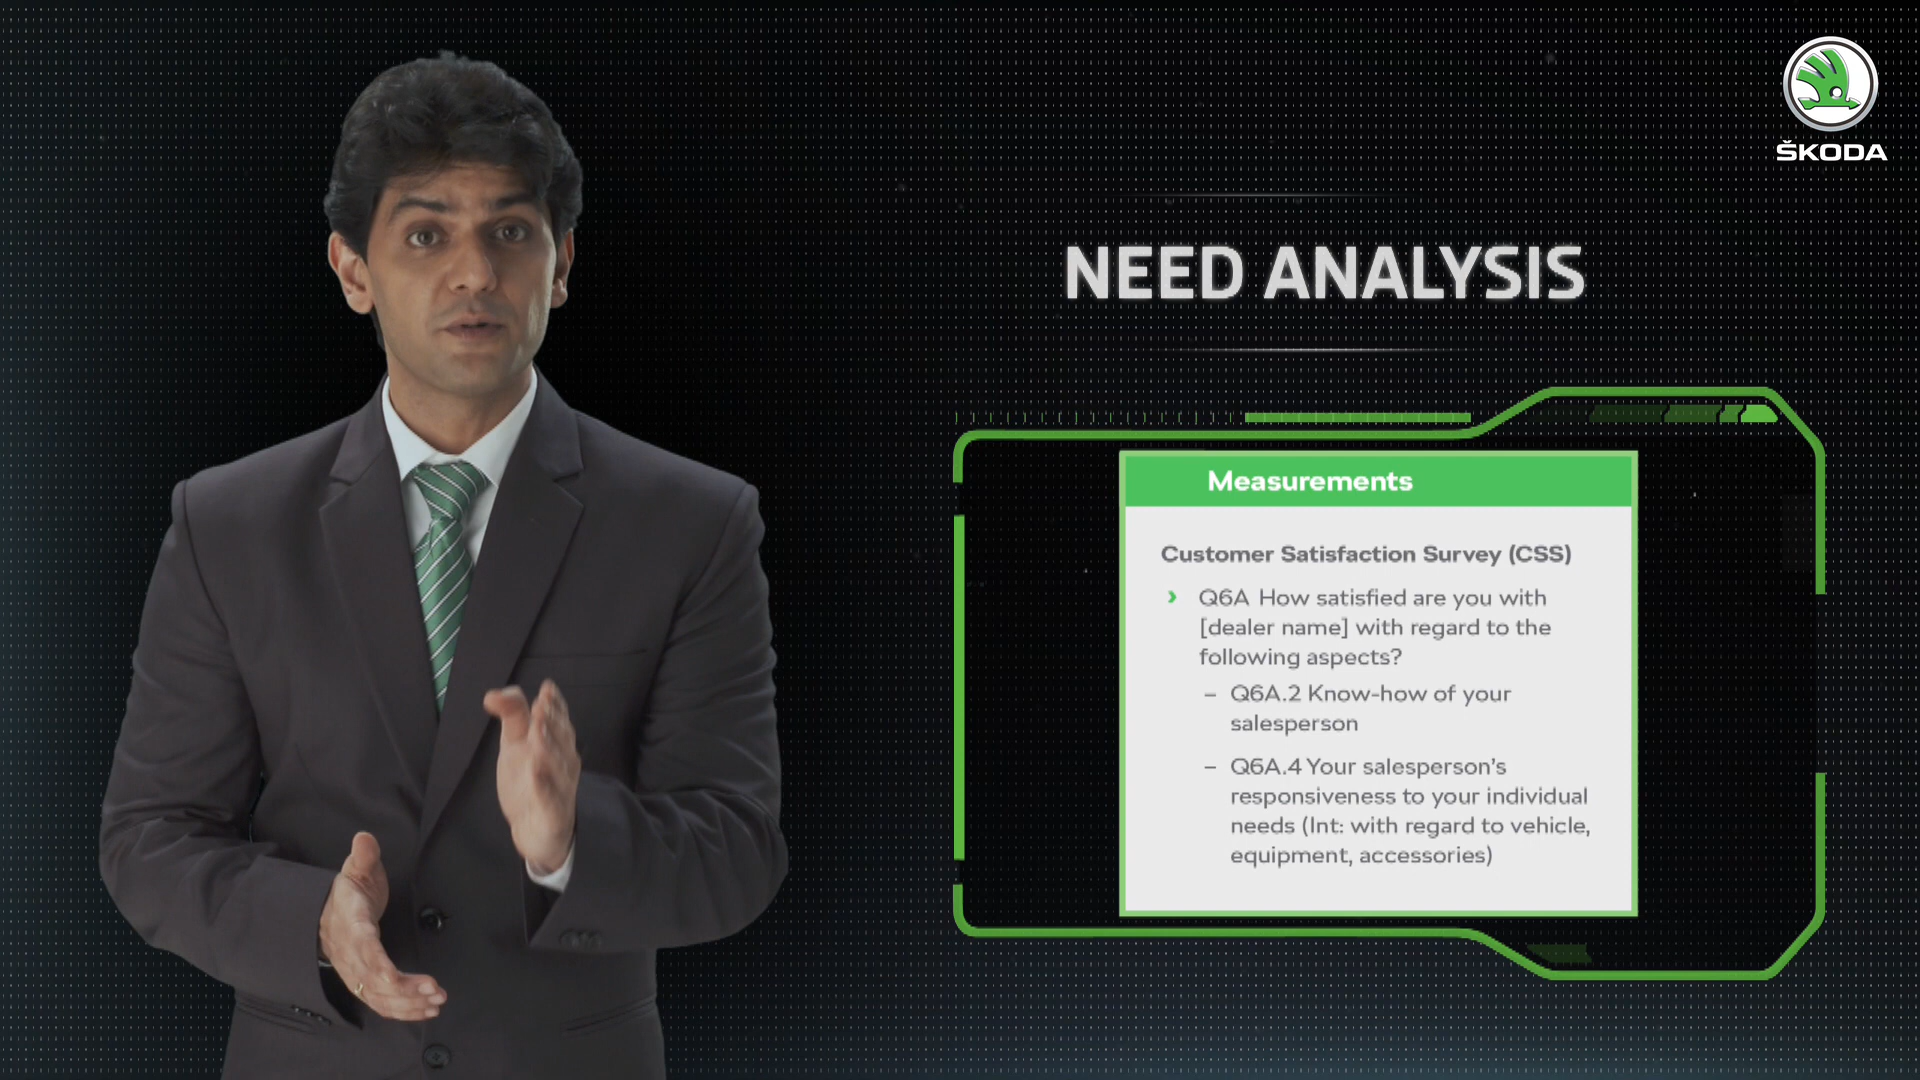 ŠKODA
NEED ANALYSIS
Measurements
Customer Satisfaction Survey (CSS)
› Q6A How satisfied are you with
[dealer name] with regard to the
following aspects?
– Q6A.2 Know-how of your
salesperson
– Q6A.4 Your salesperson's
responsiveness to your individual
needs (Int: with regard to vehicle,
equipment, accessories)